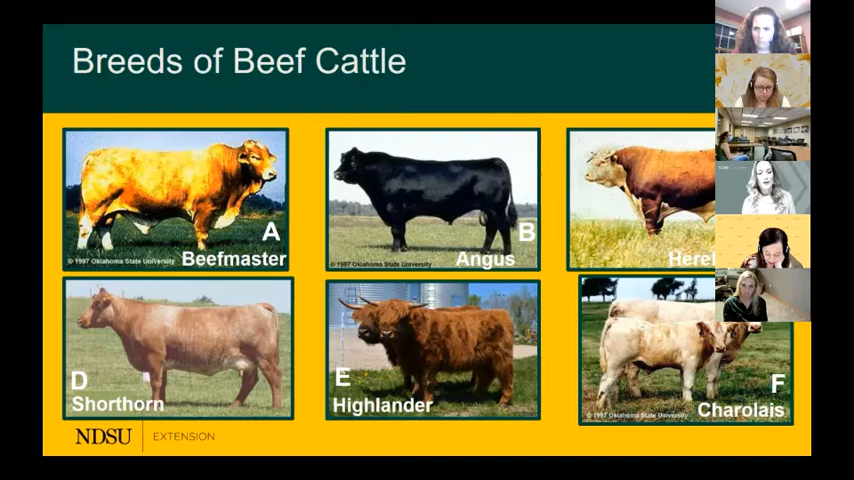 Breeds of Beef Cattle
A
Beefmaster
© 1997 Oklahoma State University
B
Angus
© 1997 Oklahoma State University
Heref
D
Shorthorn
E
Highlander
F
Charolais
© 1997 Oklahoma State University
NDSU
EXTENSION